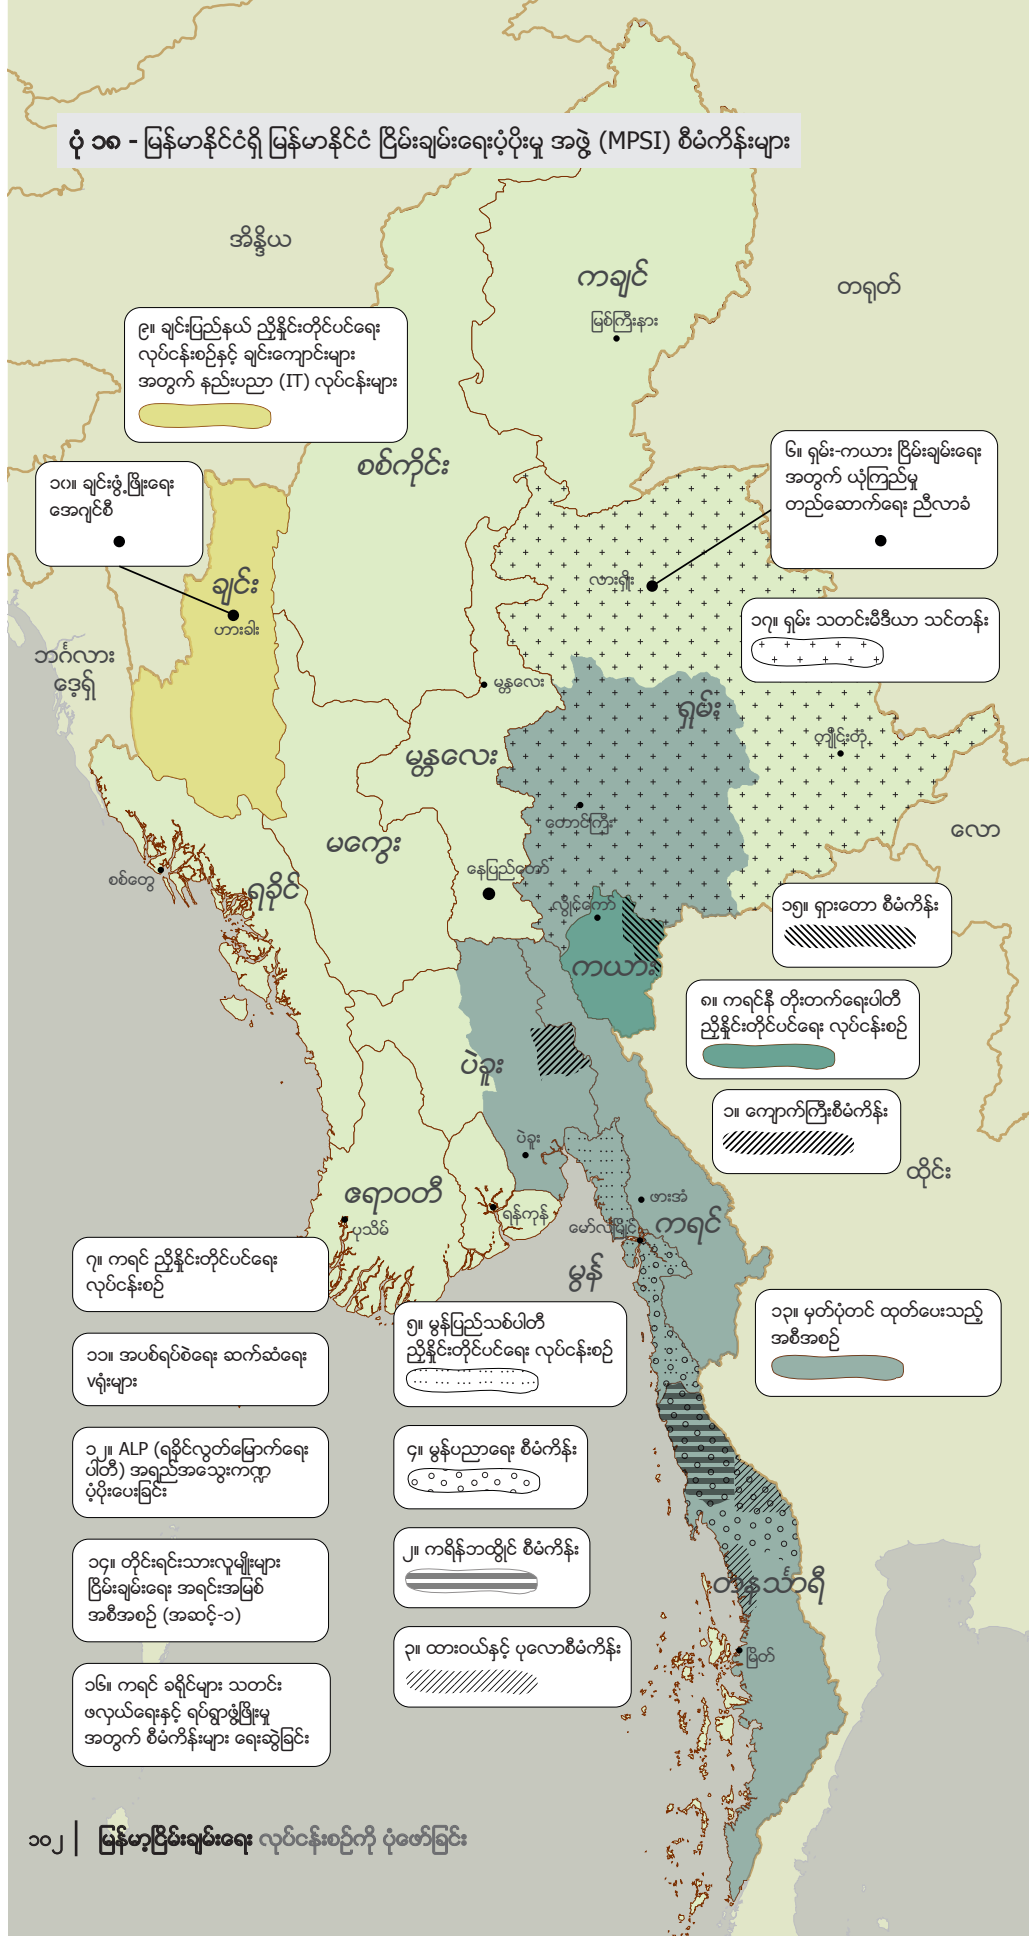 ပုံ ၁၈ - မြန်မာနိုင်ငံရှိ မြန်မာနိုင်ငံ ငြိမ်းချမ်းရေးပံ့ပိုးမှု အဖွဲ့ (MPSI) စီမံကိန်းများ
အိန္ဒိယ
ကချင်
မြစ်ကြီးနား
တရုတ်
၉။ ချင်းပြည်နယ် ညှိနှိုင်းတိုင်ပင်ရေး
လုပ်ငန်းစဉ်နှင့် ချင်းကျောင်းများ
အတွက် နည်းပညာ (IT) လုပ်ငန်းများ
စစ်ကိုင်း
၆။ ရှမ်း-ကယား ငြိမ်းချမ်းရေး
အတွက် ယုံကြည်မှု
တည်ဆောက်ရေး ညီလာခံ
၁၀။ ချင်းဖွံ့ဖြိုးရေး
အေဂျင်စီ
ချင်း
ဟားခါး
လားရှိုး
၁၇။ ရှမ်း သတင်းမီဒီယာ သင်တန်း
ဘင်္ဂလား
ဒေ့ရှ်
မန္တလေး
ရှမ်း
ကျိုင်းတုံ
မန္တလေး
တောင်ကြီး
လာော
မကွေး
နေပြည်တော်
စစ်တွေ
ရခိုင်
လွိုင်ကော်
၁၅။ ရှားတော စီမံကိန်း
ကယား
၈။ ကရင်နီ တိုးတက်ရေးပါတီ
ညှိနှိုင်းတိုင်ပင်ရေး လုပ်ငန်းစဉ်
ပဲခူး
၁။ ကျောက်ကြီးစီမံကိန်း
ပဲခူး
ထိုင်း
ဧရာဝတီ
ပုသိမ်
ရန်ကုန်
ဖားအံ
မော်လမြိုင်
ကရင်
မွန်
၇။ ကရင် ညှိနှိုင်းတိုင်ပင်ရေး
လုပ်ငန်းစဉ်
၅။ မွန်ပြည်သစ်ပါတီ
ညှိနှိုင်းတိုင်ပင်ရေး လုပ်ငန်းစဉ်
၁၃။ မှတ်ပုံတင် ထုတ်ပေးသည့်
အစီအစဉ်
၁၁။ အပစ်ရပ်စဲရေး ဆက်ဆံရေး
vရုံးများ
၁၂။ ALP (ရခိုင်လွတ်မြောက်ရေး
ပါတီ) အရည်အသွေးကဏ္ဍ
ပံ့ပိုးပေးခြင်း
၄။ မွန်ပညာရေး စီမံကိန်း
၁၄။ တိုင်းရင်းသားလူမျိုးများ
ငြိမ်းချမ်းရေး အရင်းအမြစ်
အစီအစဉ် (အဆင့်-၁)
၂။ ကရိန်ဘထွိုင် စီမံကိန်း
တနင်္သာရီ
၃။ ထားဝယ်နှင့် ပုလောစီမံကိန်း
မြိတ်
၁၆။ ကရင် ခရိုင်များ သတင်း
ဖလှယ်ရေးနှင့် ရပ်ရွာဖွံ့ဖြိုးမှု
အတွက် စီမံကိန်းများ ရေးဆွဲခြင်း
၁၀၂ | မြန်မာ့ငြိမ်းချမ်းရေး လုပ်ငန်းစဉ်ကို ပုံဖော်ခြင်း